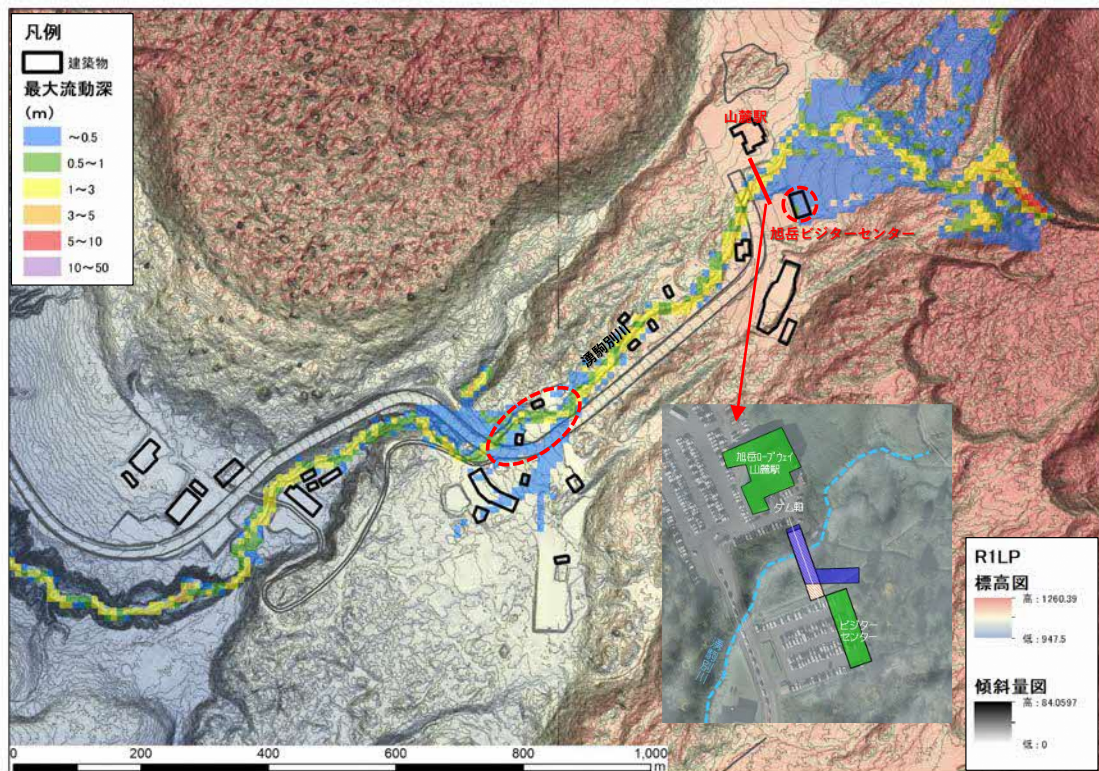 凡例
建築物
最大流動深
(m)
～0.5
0.5～1
1～3
3～5
5～10
10～50
山麓駅
旭岳ビジターセンター
湧駒別川
旭岳ロープウェイ
山麓駅
ビジター
センター
湧駒別川
R1LP
標高図
高：1260.39
低：947.5
傾斜量図
高：84.0597
低：0
0 200 400 600 800 1,000
m